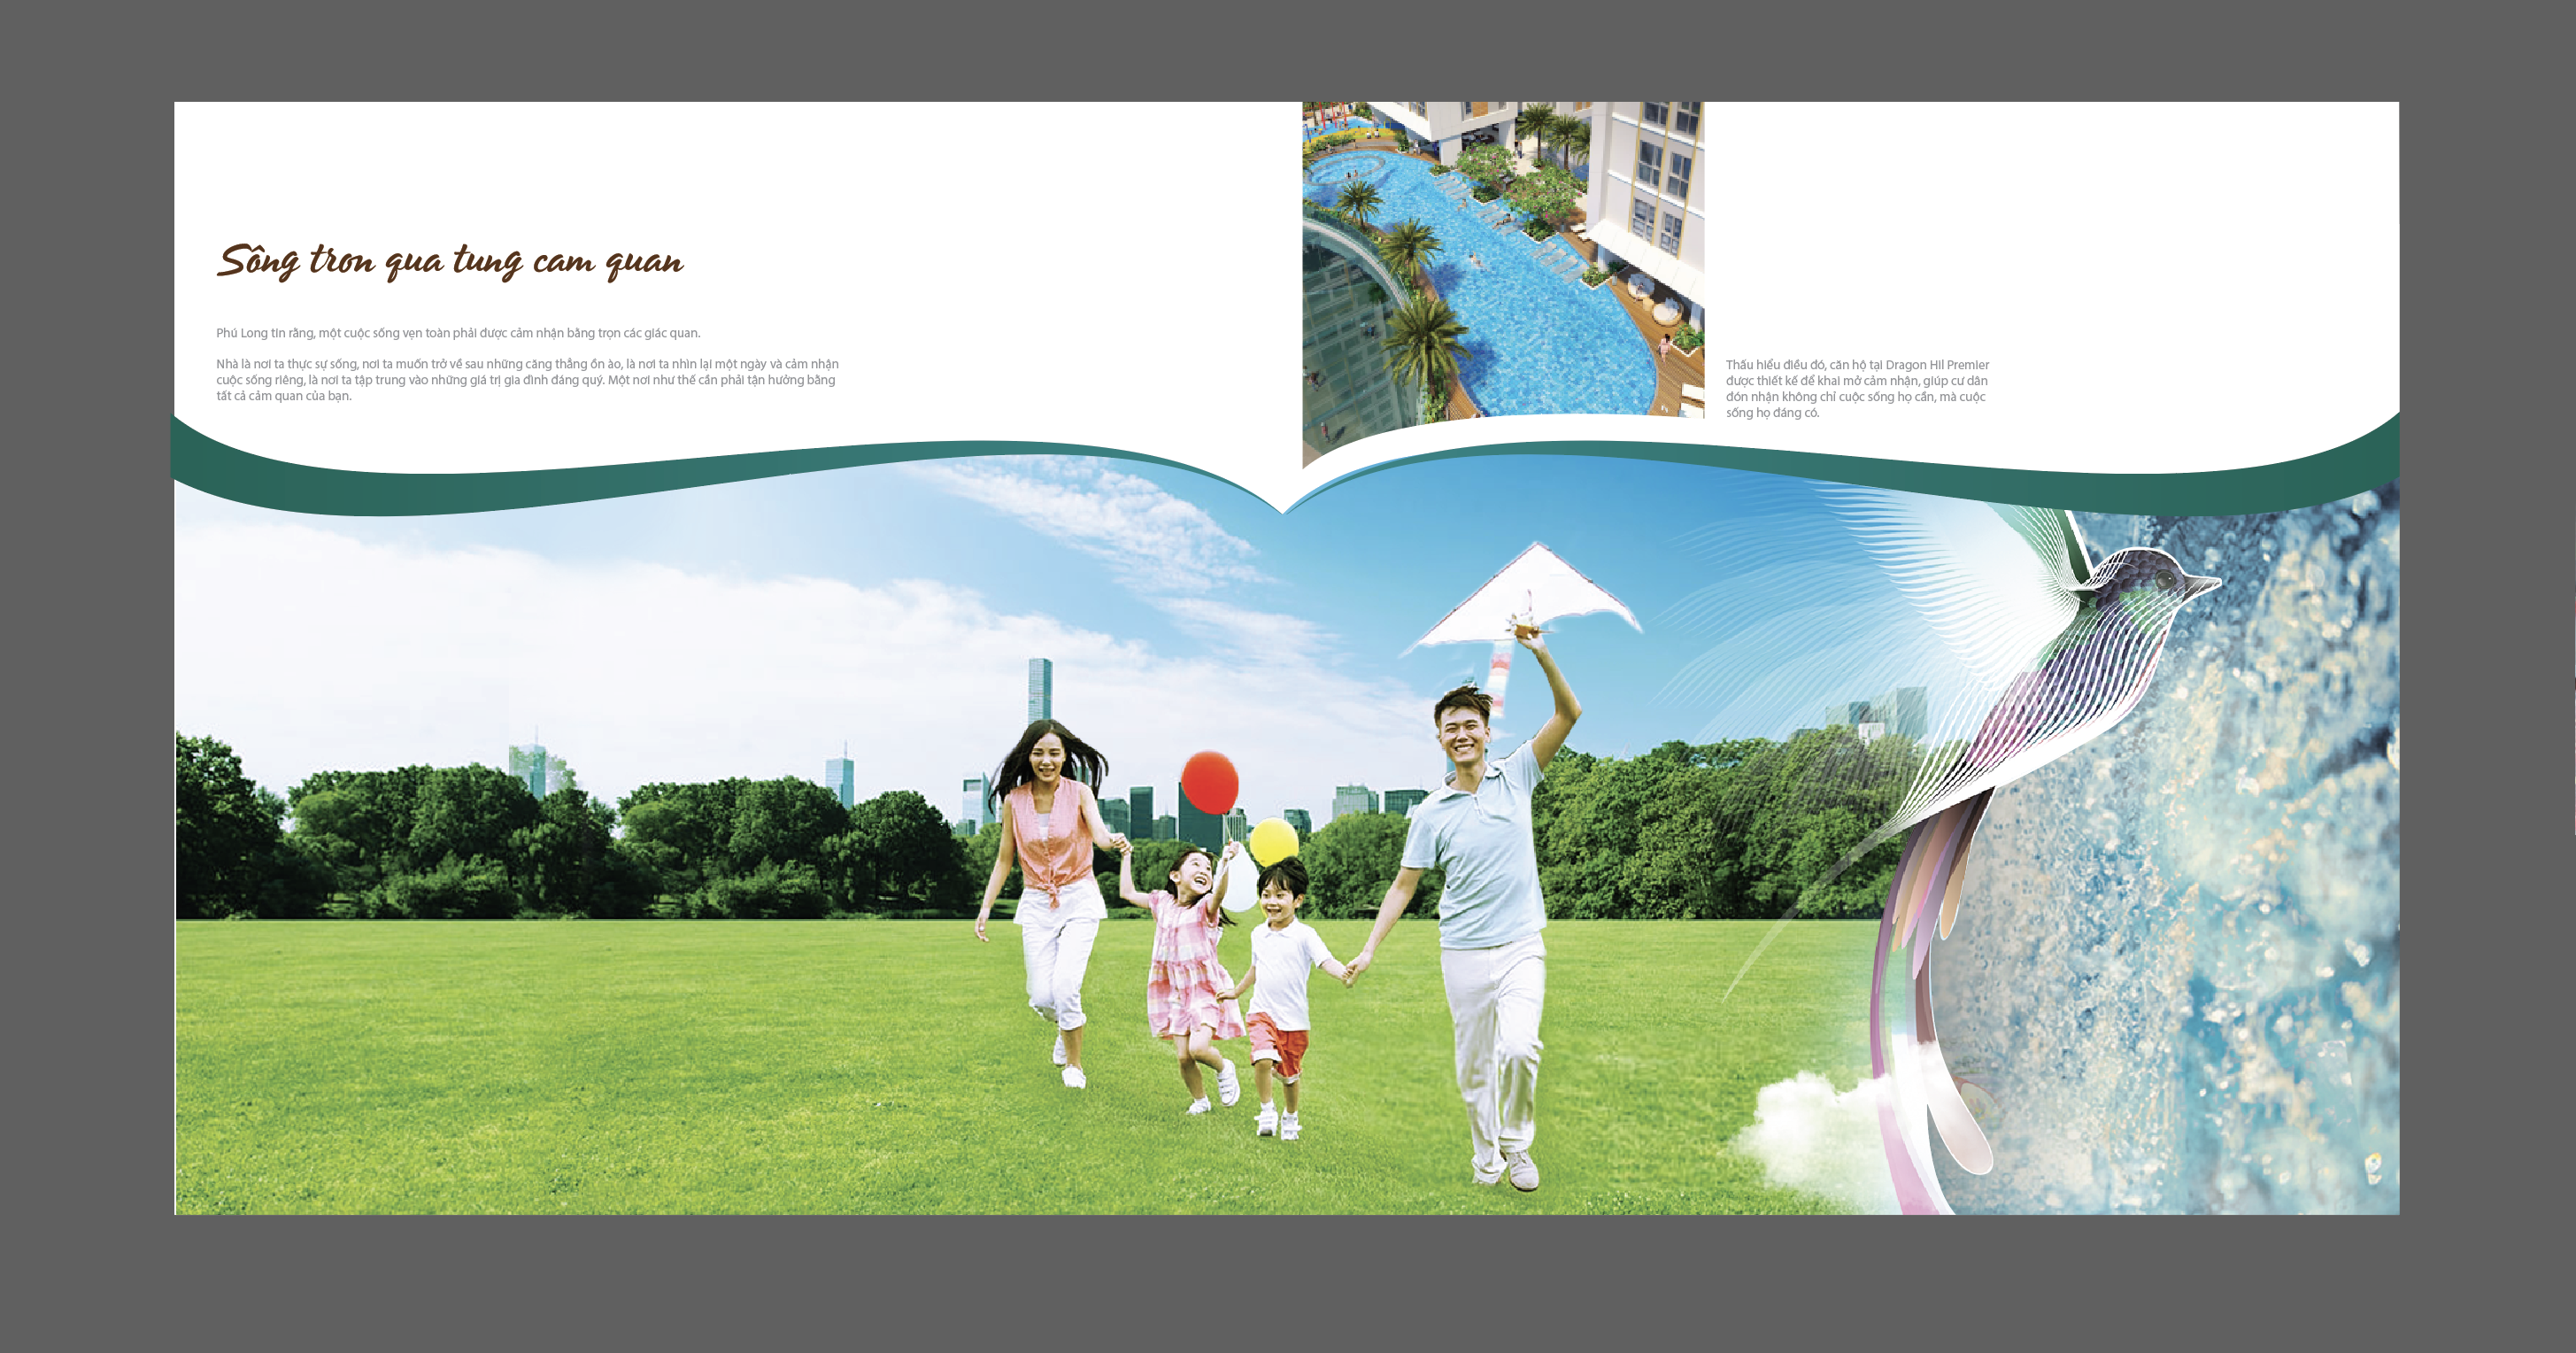 Sông tron qua tung cam quan
Phú Long tin rằng, một cuộc sống vẹn toàn phải được cảm nhận bằng trọn các giác quan.
Nhà là nơi ta thực sự sống, nơi ta muốn trở về sau những căng thẳng ồn ào, là nơi ta nhìn lại một ngày và cảm nhận
cuộc sống riêng, là nơi ta tập trung vào những giá trị gia đình đáng quý. Một nơi như thế cần phải tận hưởng bằng
tất cả cảm quan của bạn.
Thấu hiểu điều đó, căn hộ tại Dragon Hil Premier
được thiết kế để khai mở cảm nhận, giúp cư dân
đón nhận không chỉ cuộc sống họ cần, mà cuộc
sống họ đáng có.